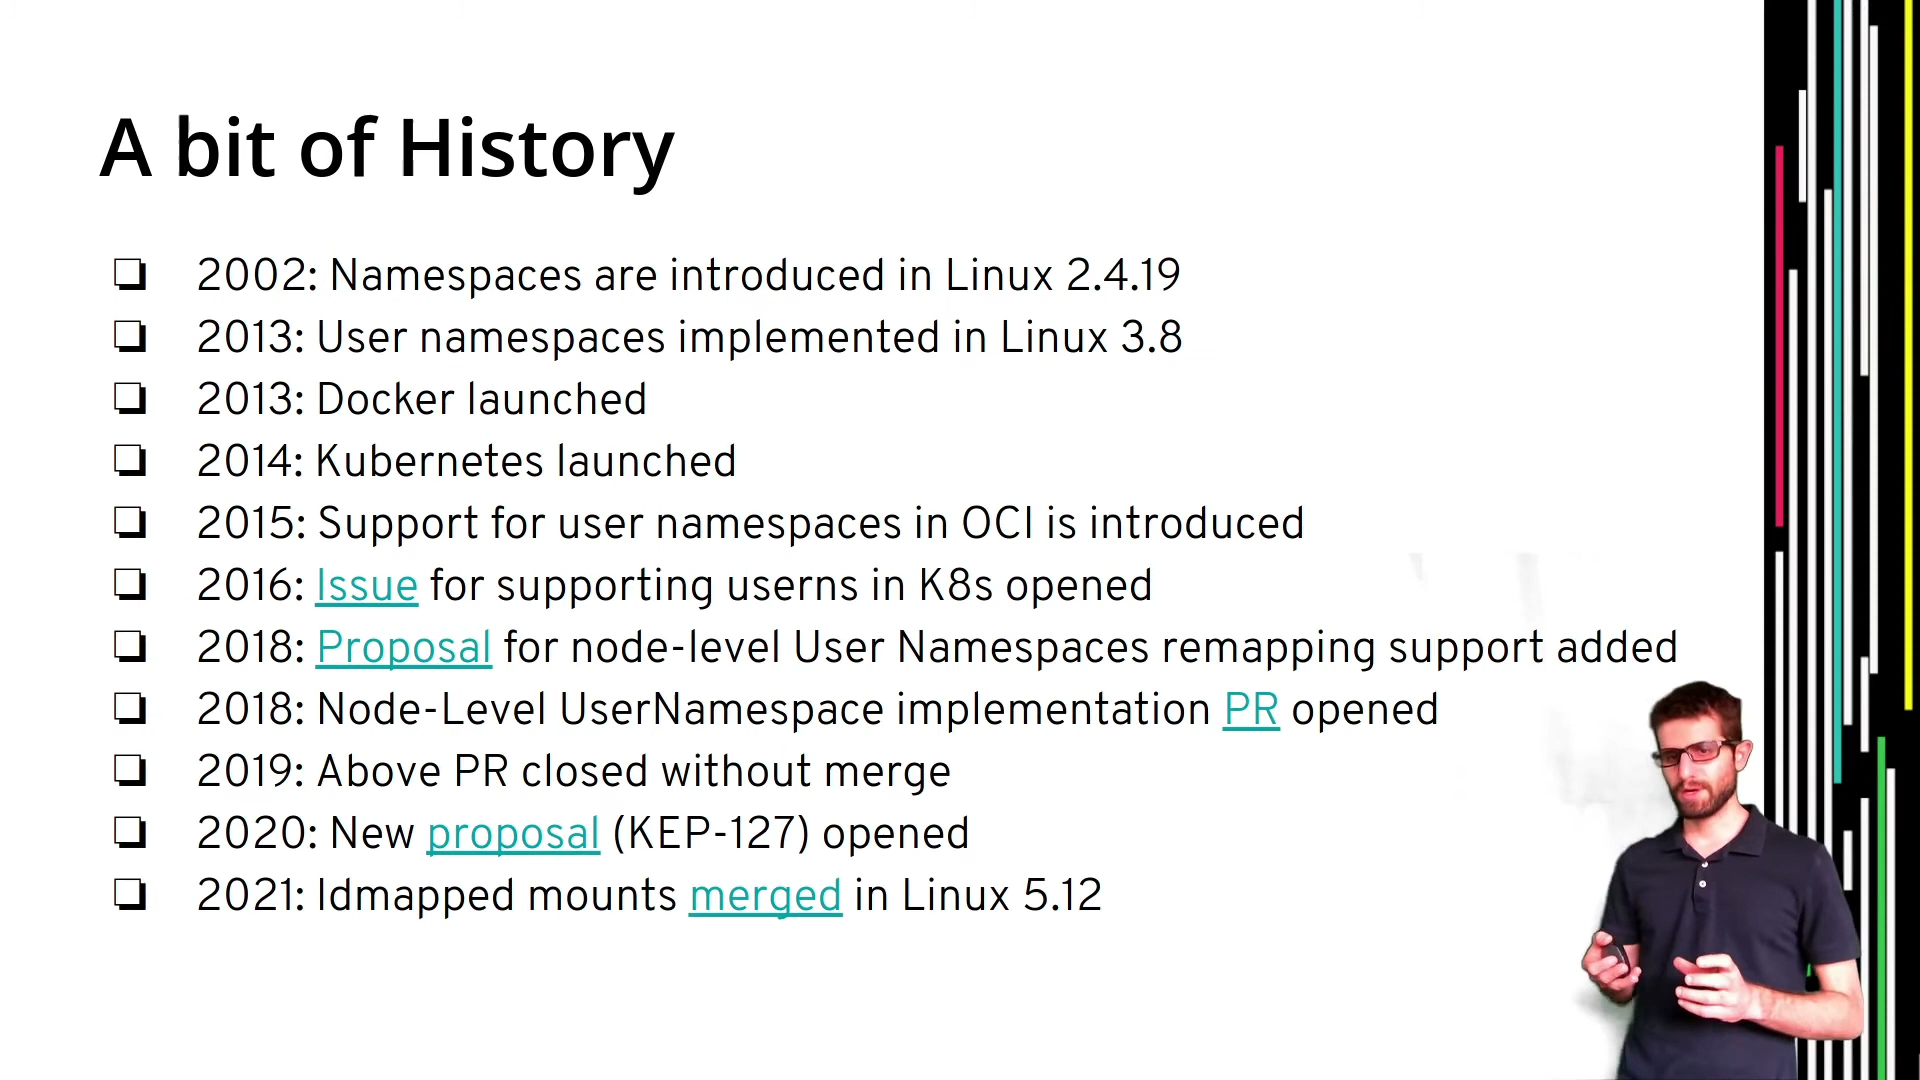 A bit of History
❏ 2002: Namespaces are introduced in Linux 2.4.19
❏ 2013: User namespaces implemented in Linux 3.8
❏ 2013: Docker launched
❏ 2014: Kubernetes launched
❏ 2015: Support for user namespaces in OCI is introduced
❏ 2016: Issue for supporting userns in K8s opened
❏ 2018: Proposal for node-level User Namespaces remapping support added
❏ 2018: Node-Level UserNamespace implementation PR opened
❏ 2019: Above PR closed without merge
❏ 2020: New proposal (KEP-127) opened
❏ 2021: Idmapped mounts merged in Linux 5.12